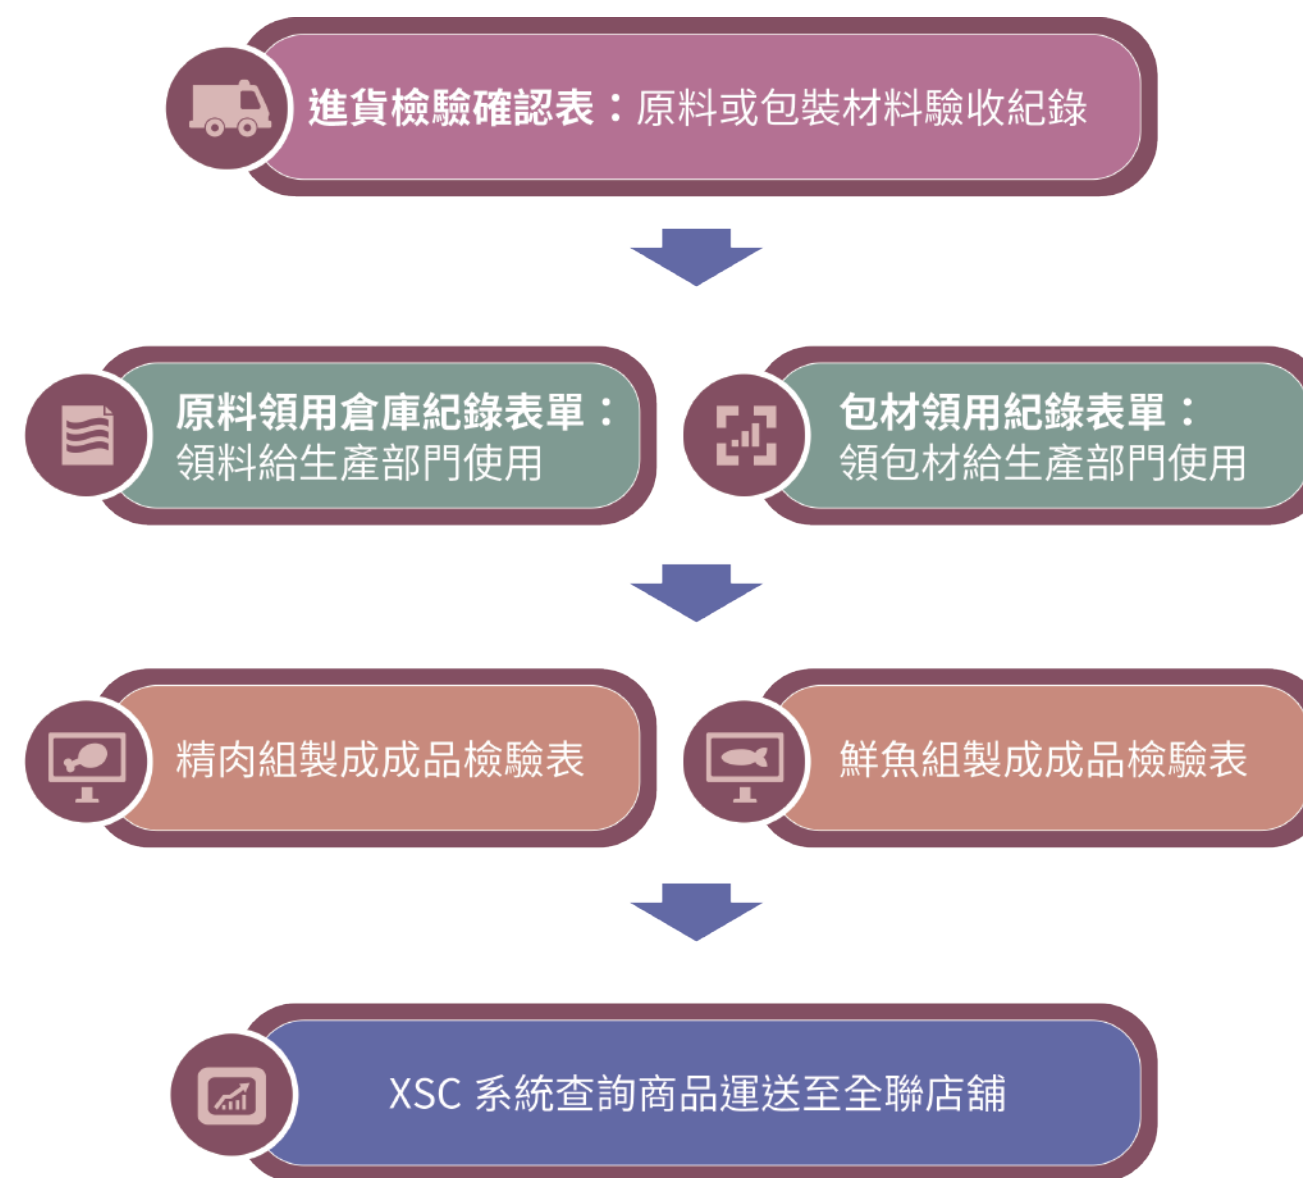 進貨檢驗確認表：原料或包裝材料驗收紀錄
原料領用倉庫紀錄表單：
領料給生產部門使用
包材領用紀錄表單：
領包材給生產部門使用
精肉組製成成品檢驗表
鮮魚組製成成品檢驗表
XSC 系統查詢商品運送至全聯店舖